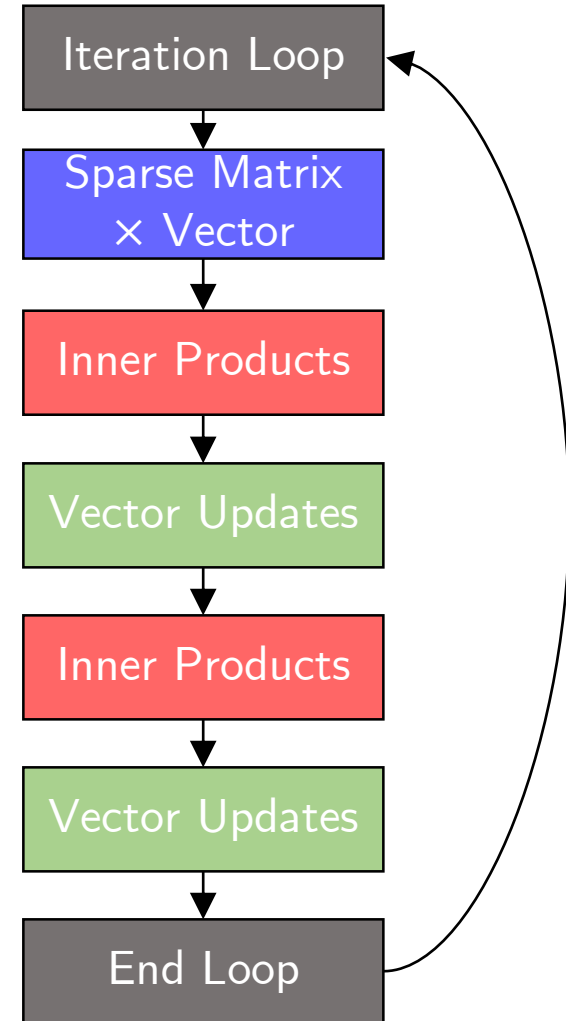 Iteration Loop
Sparse Matrix
× Vector
Inner Products
Vector Updates
Inner Products
Vector Updates
End Loop